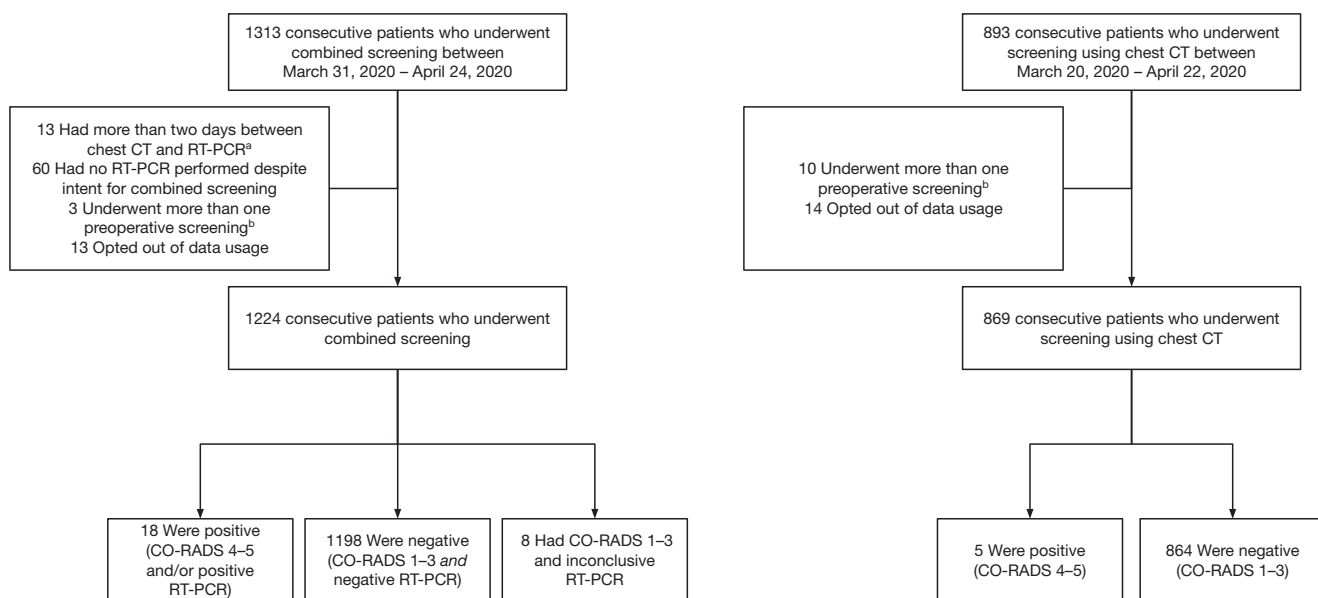 1313 consecutive patients who underwent
combined screening between
March 31, 2020 – April 24, 2020
13 Had more than two days between
chest CT and RT-PCRᵃ
60 Had no RT-PCR performed despite
intent for combined screening
3 Underwent more than one
preoperative screeningᵇ
13 Opted out of data usage
1224 consecutive patients who underwent
combined screening
18 Were positive
(CO-RADS 4–5
and/or positive
RT-PCR)
1198 Were negative
(CO-RADS 1–3 and
negative RT-PCR)
8 Had CO-RADS 1–3
and inconclusive
RT-PCR
893 consecutive patients who underwent
screening using chest CT between
March 20, 2020 – April 22, 2020
10 Underwent more than one
preoperative screeningᵇ
14 Opted out of data usage
869 consecutive patients who underwent
screening using chest CT
5 Were positive
(CO-RADS 4–5)
864 Were negative
(CO-RADS 1–3)